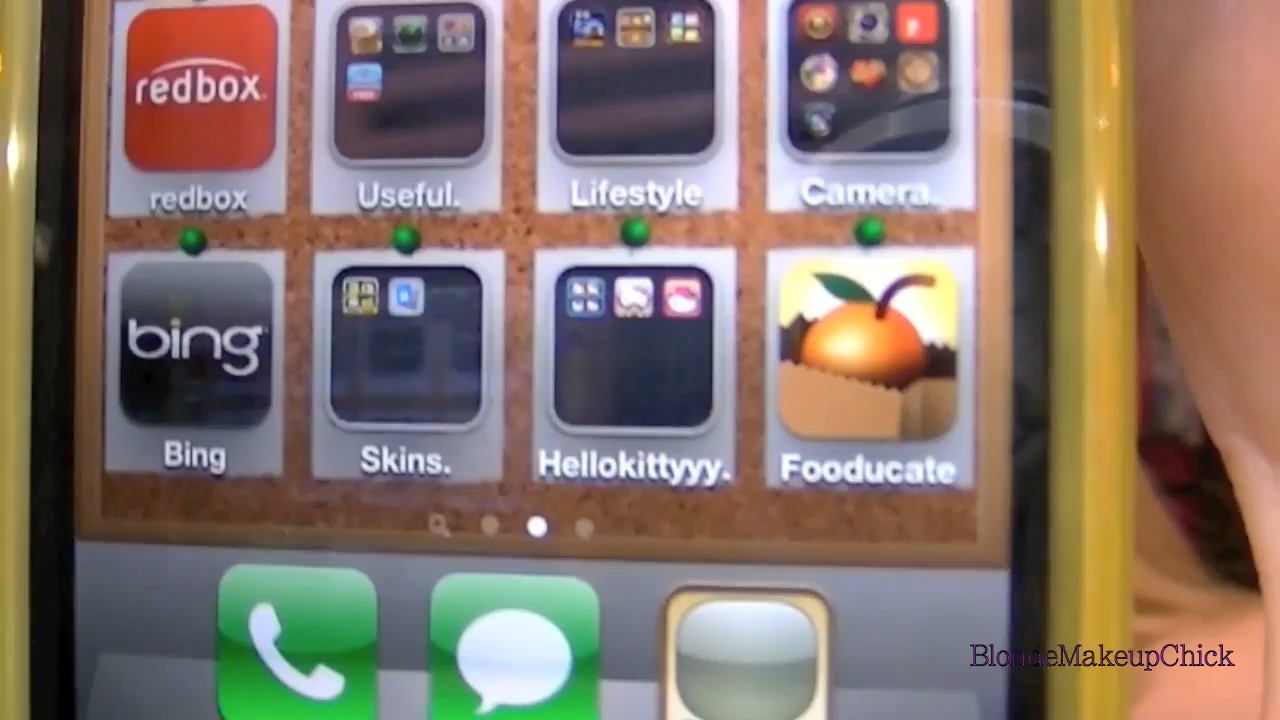 redbox
redbox Useful. Lifestyle Camera.
bing
Bing Skins. Hellokittyyy. Fooducate
BlondeMakeupChick